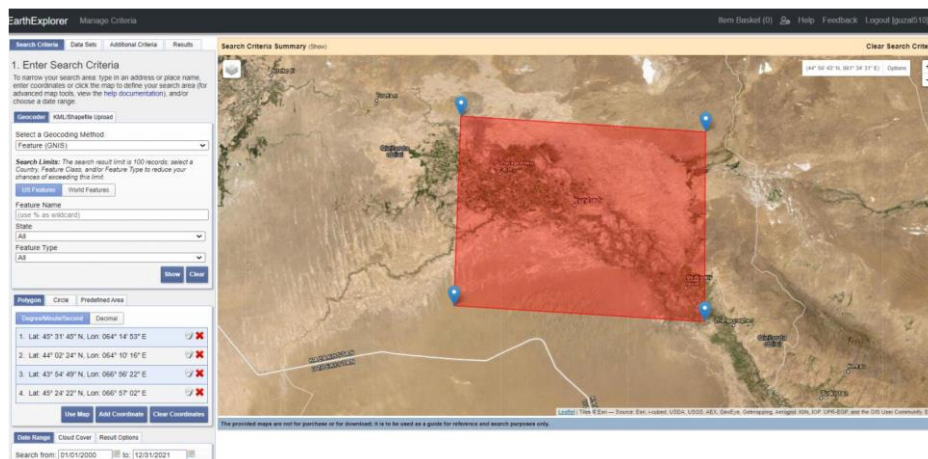 EarthExplorer Manage Criteria Item Basket (0) Help Feedback Logout [guzal510]
Search Criteria Data Sets Additional Criteria Results
Search Criteria Summary (Show) Clear Search Crite
1. Enter Search Criteria
To narrow your search area: type in an address or place name,
enter coordinates or click the map to define your search area (for
advanced map tools, view the help documentation), and/or
choose a date range.
Geocoder KML/Shapefile Upload
Select a Geocoding Method
Feature (GNIS)
Search Limits: The search result limit is 100 records; select a
Country, Feature Class, and/or Feature Type to reduce your
chances of exceeding this limit.
US Features World Features
Feature Name
(use % as wildcard)
State
All
Feature Type
All
Show Clear
Polygon Circle Predefined Area
Degree/Minute/Second Decimal
1. Lat: 45° 31' 45" N, Lon: 064° 14' 53" E
2. Lat: 44° 02' 24" N, Lon: 064° 10' 16" E
3. Lat: 43° 54' 49" N, Lon: 066° 56' 22" E
4. Lat: 45° 24' 22" N, Lon: 066° 57' 02" E
Use Map Add Coordinate Clear Coordinates
Date Range Cloud Cover Result Options
Search from: 01/01/2000 to: 12/31/2021
Options
KAZAKHSTAN
UZBEKISTAN
The provided maps are not for purchase or for download; it is to be used as a guide for reference and search purposes only.